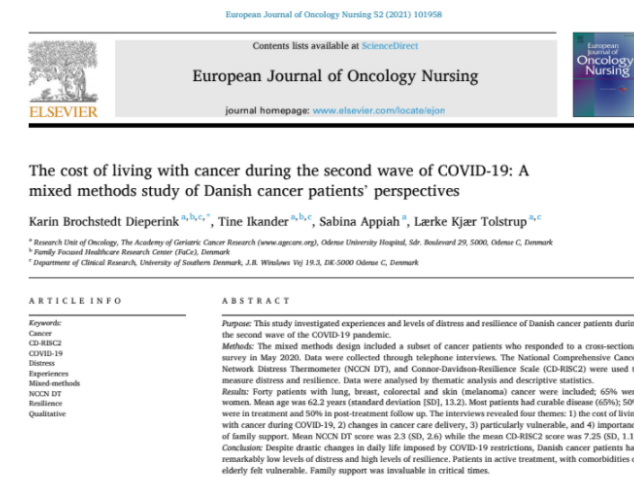 European Journal of Oncology Nursing 52 (2021) 101958
Contents lists available at ScienceDirect
European Journal of Oncology Nursing
journal homepage: www.elsevier.com/locate/ejon
ELSEVIER
European
Journal of
Oncology
Nursing
The cost of living with cancer during the second wave of COVID-19: A
mixed methods study of Danish cancer patients' perspectives
Karin Brochstedt Dieperink a,b,c,*, Tine Ikander a,b,c, Sabina Appiah a, Lærke Kjær Tolstrup a,c
a Research Unit of Oncology, The Academy of Geriatric Cancer Research (www.agecare.org), Odense University Hospital, Sdr. Boulevard 29, 5000, Odense C, Denmark
b Family Focused Healthcare Research Center (FaCe), Denmark
c Department of Clinical Research, University of Southern Denmark, J.B. Winsløws Vej 19.3, DK-5000 Odense C, Denmark
ARTICLE INFO
Keywords:
Cancer
CD-RISC2
COVID-19
Distress
Experiences
Mixed-methods
NCCN DT
Resilience
Qualitative
ABSTRACT
Purpose: This study investigated experiences and levels of distress and resilience of Danish cancer patients durin
the second wave of the COVID-19 pandemic.
Methods: The mixed methods design included a subset of cancer patients who responded to a cross-sectiona
survey in May 2020. Data were collected through telephone interviews. The National Comprehensive Cance
Network Distress Thermometer (NCCN DT), and Connor-Davidson-Resilience Scale (CD-RISC2) were used t
measure distress and resilience. Data were analysed by thematic analysis and descriptive statistics.
Results: Forty patients with lung, breast, colorectal and skin (melanoma) cancer were included; 65% wer
women. Mean age was 62.2 years (standard deviation [SD], 13.2). Most patients had curable disease (65%); 50%
were in treatment and 50% in post-treatment follow up. The interviews revealed four themes: 1) the cost of livin
with cancer during COVID-19, 2) changes in cancer care delivery, 3) particularly vulnerable, and 4) importanc
of family support. Mean NCCN DT score was 2.3 (SD, 2.6) while the mean CD-RISC2 score was 7.25 (SD, 1.1
Conclusion: Despite drastic changes in daily life imposed by COVID-19 restrictions, Danish cancer patients ha
remarkably low levels of distress and high levels of resilience. Patients in active treatment, with comorbidities o
elderly felt vulnerable. Family support was invaluable in critical times.